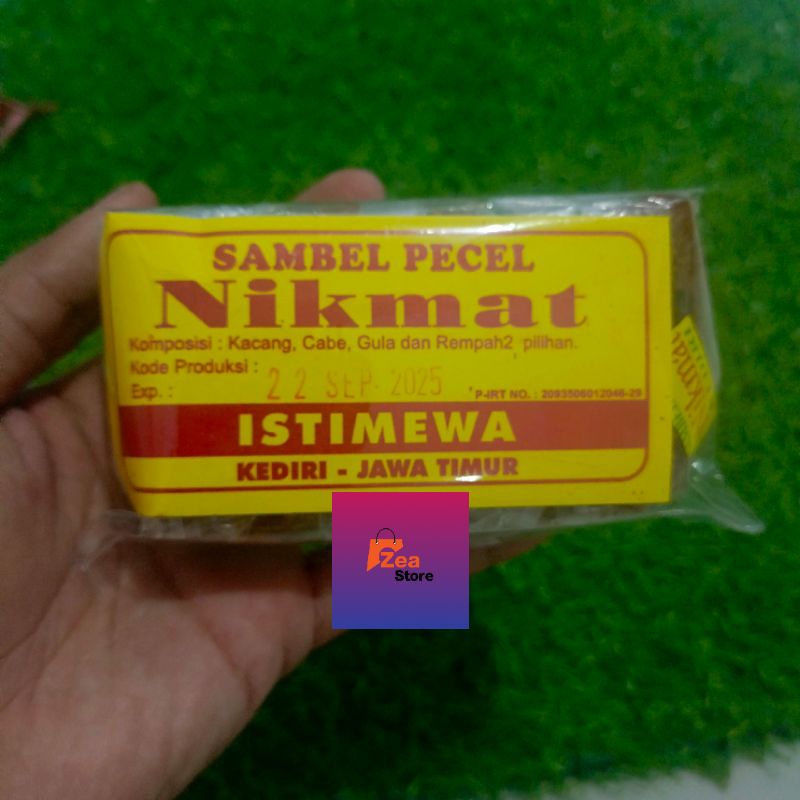 SAMBEL PECEL
Nikmat
Komposisi : Kacang, Cabe, Gula dan Rempah2 pilihan.
Kode Produksi :
Exp. : 22 SEP 2025 P-IRT NO. : 2093506012046-29
ISTIMEWA
KEDIRI - JAWA TIMUR
Zea
Store